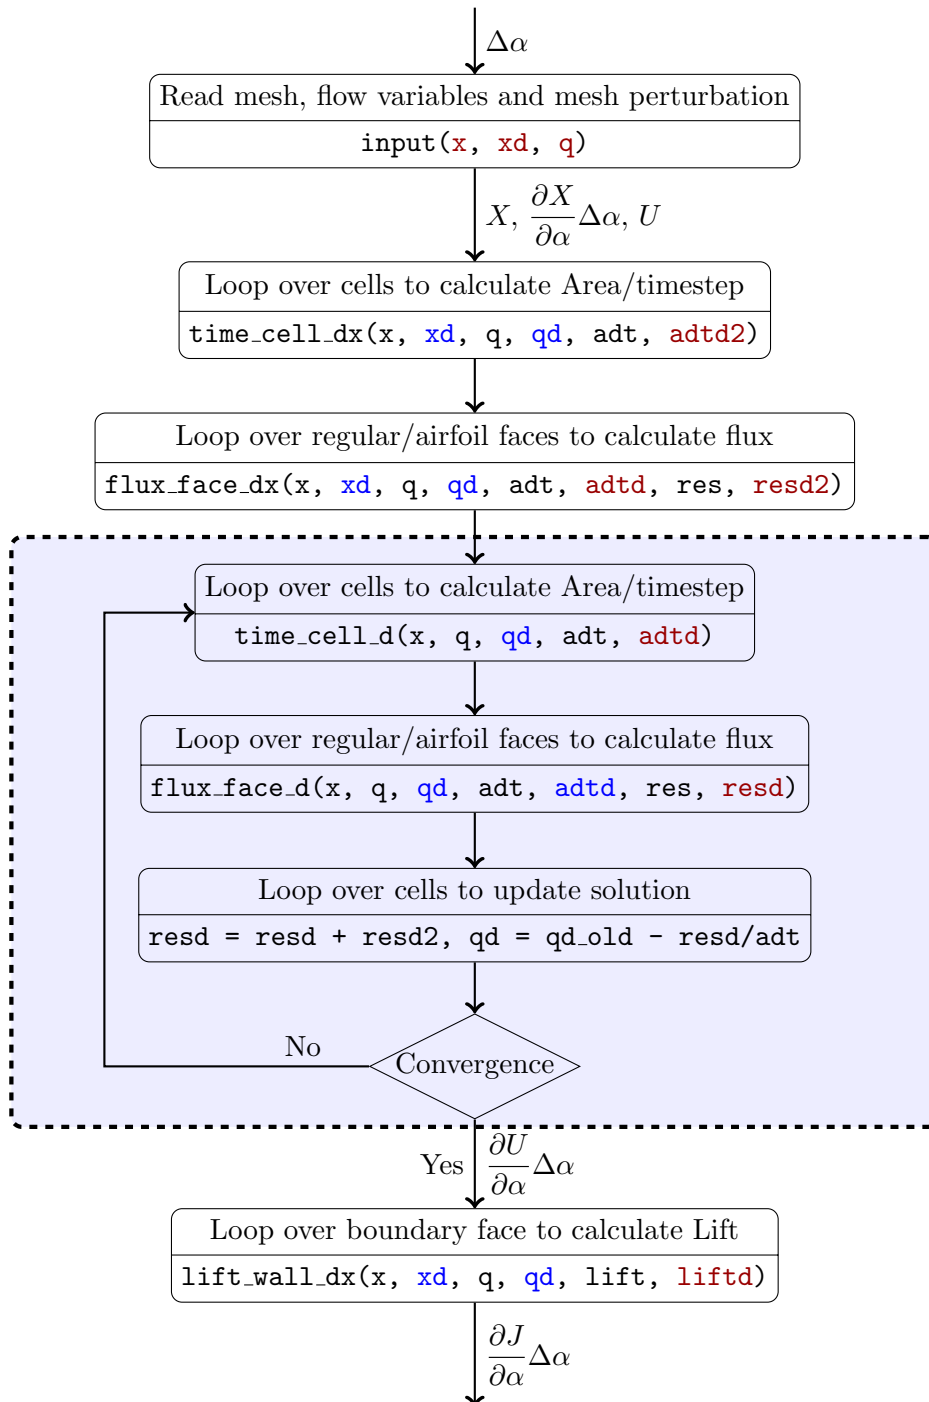 Δα
Read mesh, flow variables and mesh perturbation
input(x, xd, q)
X, ∂X/∂α Δα, U
Loop over cells to calculate Area/timestep
time_cell_dx(x, xd, q, qd, adt, adtd2)
Loop over regular/airfoil faces to calculate flux
flux_face_dx(x, xd, q, qd, adt, adtd, res, resd2)
Loop over cells to calculate Area/timestep
time_cell_d(x, q, qd, adt, adtd)
Loop over regular/airfoil faces to calculate flux
flux_face_d(x, q, qd, adt, adtd, res, resd)
Loop over cells to update solution
resd = resd + resd2, qd = qd_old - resd/adt
No
Convergence
Yes ∂U/∂α Δα
Loop over boundary face to calculate Lift
lift_wall_dx(x, xd, q, qd, lift, liftd)
∂J/∂α Δα